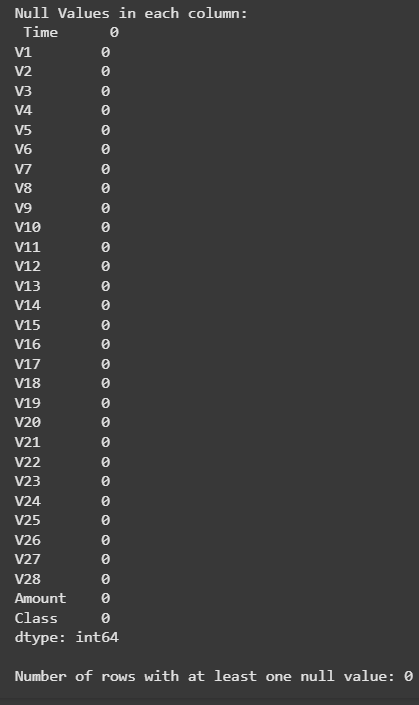 Null Values in each column:
 Time      0
V1        0
V2        0
V3        0
V4        0
V5        0
V6        0
V7        0
V8        0
V9        0
V10       0
V11       0
V12       0
V13       0
V14       0
V15       0
V16       0
V17       0
V18       0
V19       0
V20       0
V21       0
V22       0
V23       0
V24       0
V25       0
V26       0
V27       0
V28       0
Amount    0
Class     0
dtype: int64

Number of rows with at least one null value: 0